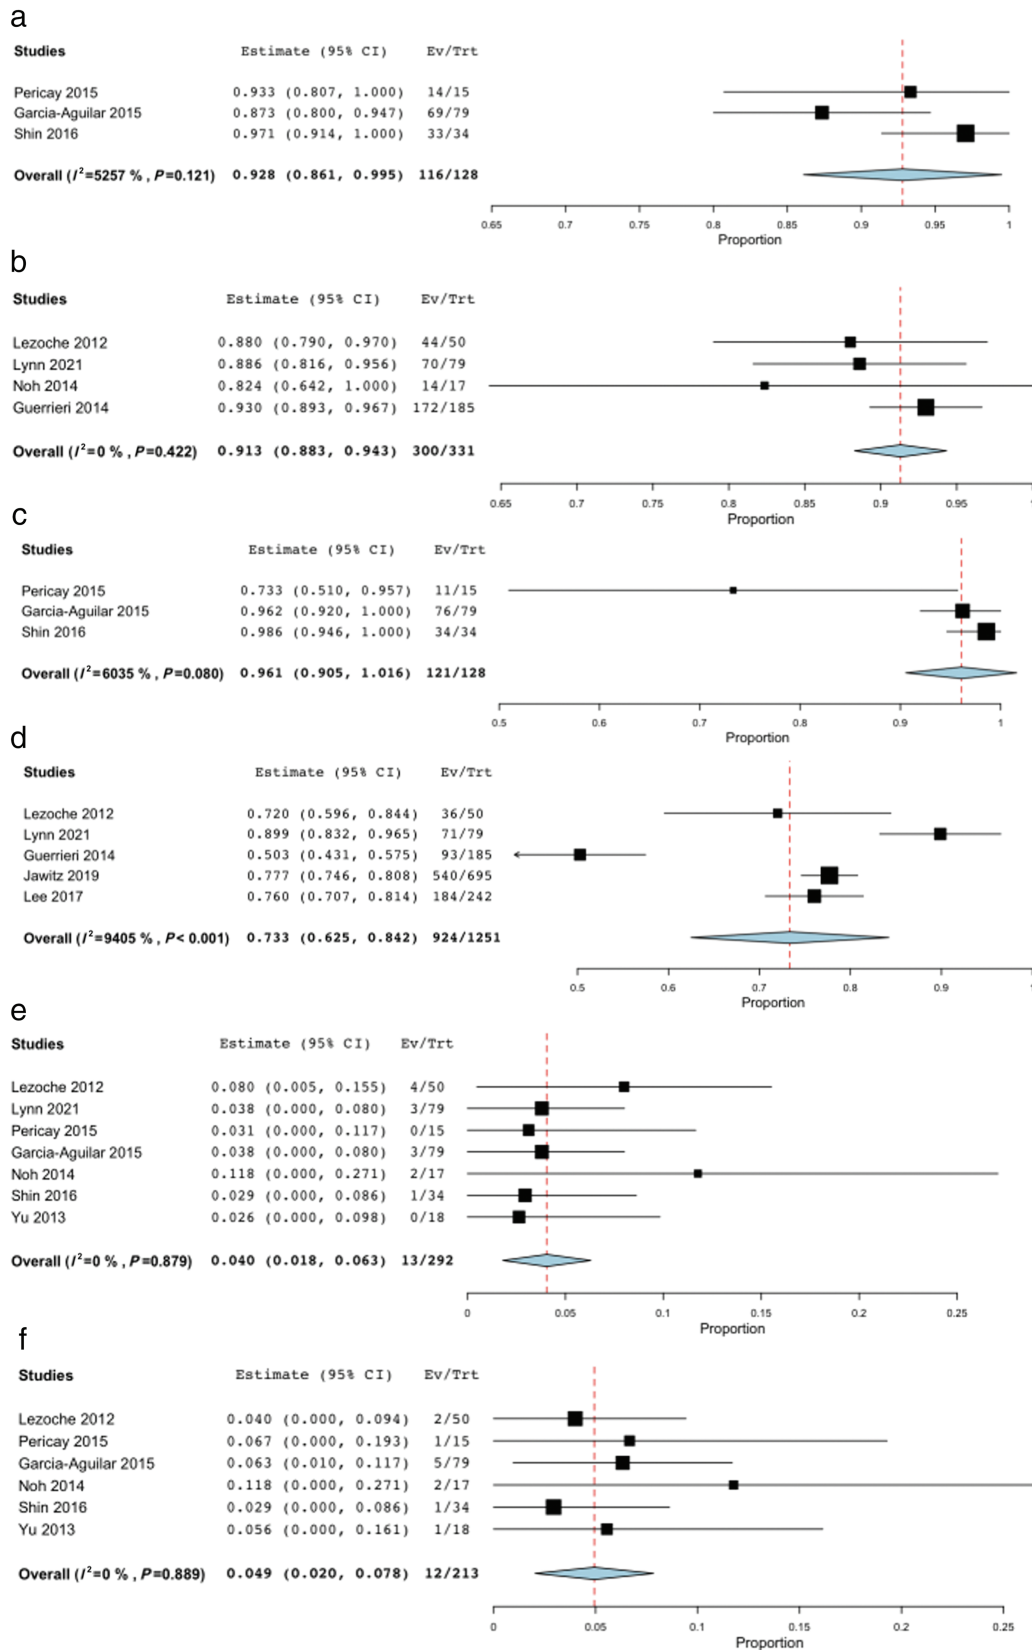 a
Studies Estimate (95% CI) Ev/Trt
Pericay 2015 0.933 (0.807, 1.000) 14/15
Garcia-Aguilar 2015 0.873 (0.800, 0.947) 69/79
Shin 2016 0.971 (0.914, 1.000) 33/34
Overall (I²=5257 % , P=0.121) 0.928 (0.861, 0.995) 116/128
0.65 0.7 0.75 0.8 0.85 0.9 0.95 1
Proportion
b
Studies Estimate (95% CI) Ev/Trt
Lezoche 2012 0.880 (0.790, 0.970) 44/50
Lynn 2021 0.886 (0.816, 0.956) 70/79
Noh 2014 0.824 (0.642, 1.000) 14/17
Guerrieri 2014 0.930 (0.893, 0.967) 172/185
Overall (I²=0 % , P=0.422) 0.913 (0.883, 0.943) 300/331
0.65 0.7 0.75 0.8 0.85 0.9 0.95
Proportion
c
Studies Estimate (95% CI) Ev/Trt
Pericay 2015 0.733 (0.510, 0.957) 11/15
Garcia-Aguilar 2015 0.962 (0.920, 1.000) 76/79
Shin 2016 0.986 (0.946, 1.000) 34/34
Overall (I²=6035 % , P=0.080) 0.961 (0.905, 1.016) 121/128
0.5 0.6 0.7 0.8 0.9 1
Proportion
d
Studies Estimate (95% CI) Ev/Trt
Lezoche 2012 0.720 (0.596, 0.844) 36/50
Lynn 2021 0.899 (0.832, 0.965) 71/79
Guerrieri 2014 0.503 (0.431, 0.575) 93/185
Jawitz 2019 0.777 (0.746, 0.808) 540/695
Lee 2017 0.760 (0.707, 0.814) 184/242
Overall (I²=9405 % , P< 0.001) 0.733 (0.625, 0.842) 924/1251
0.5 0.6 0.7 0.8 0.9
Proportion
e
Studies Estimate (95% CI) Ev/Trt
Lezoche 2012 0.080 (0.005, 0.155) 4/50
Lynn 2021 0.038 (0.000, 0.080) 3/79
Pericay 2015 0.031 (0.000, 0.117) 0/15
Garcia-Aguilar 2015 0.038 (0.000, 0.080) 3/79
Noh 2014 0.118 (0.000, 0.271) 2/17
Shin 2016 0.029 (0.000, 0.086) 1/34
Yu 2013 0.026 (0.000, 0.098) 0/18
Overall (I²=0 % , P=0.879) 0.040 (0.018, 0.063) 13/292
0 0.05 0.1 0.15 0.2 0.25
Proportion
f
Studies Estimate (95% CI) Ev/Trt
Lezoche 2012 0.040 (0.000, 0.094) 2/50
Pericay 2015 0.067 (0.000, 0.193) 1/15
Garcia-Aguilar 2015 0.063 (0.010, 0.117) 5/79
Noh 2014 0.118 (0.000, 0.271) 2/17
Shin 2016 0.029 (0.000, 0.086) 1/34
Yu 2013 0.056 (0.000, 0.161) 1/18
Overall (I²=0 % , P=0.889) 0.049 (0.020, 0.078) 12/213
0 0.05 0.1 0.15 0.2 0.25
Proportion